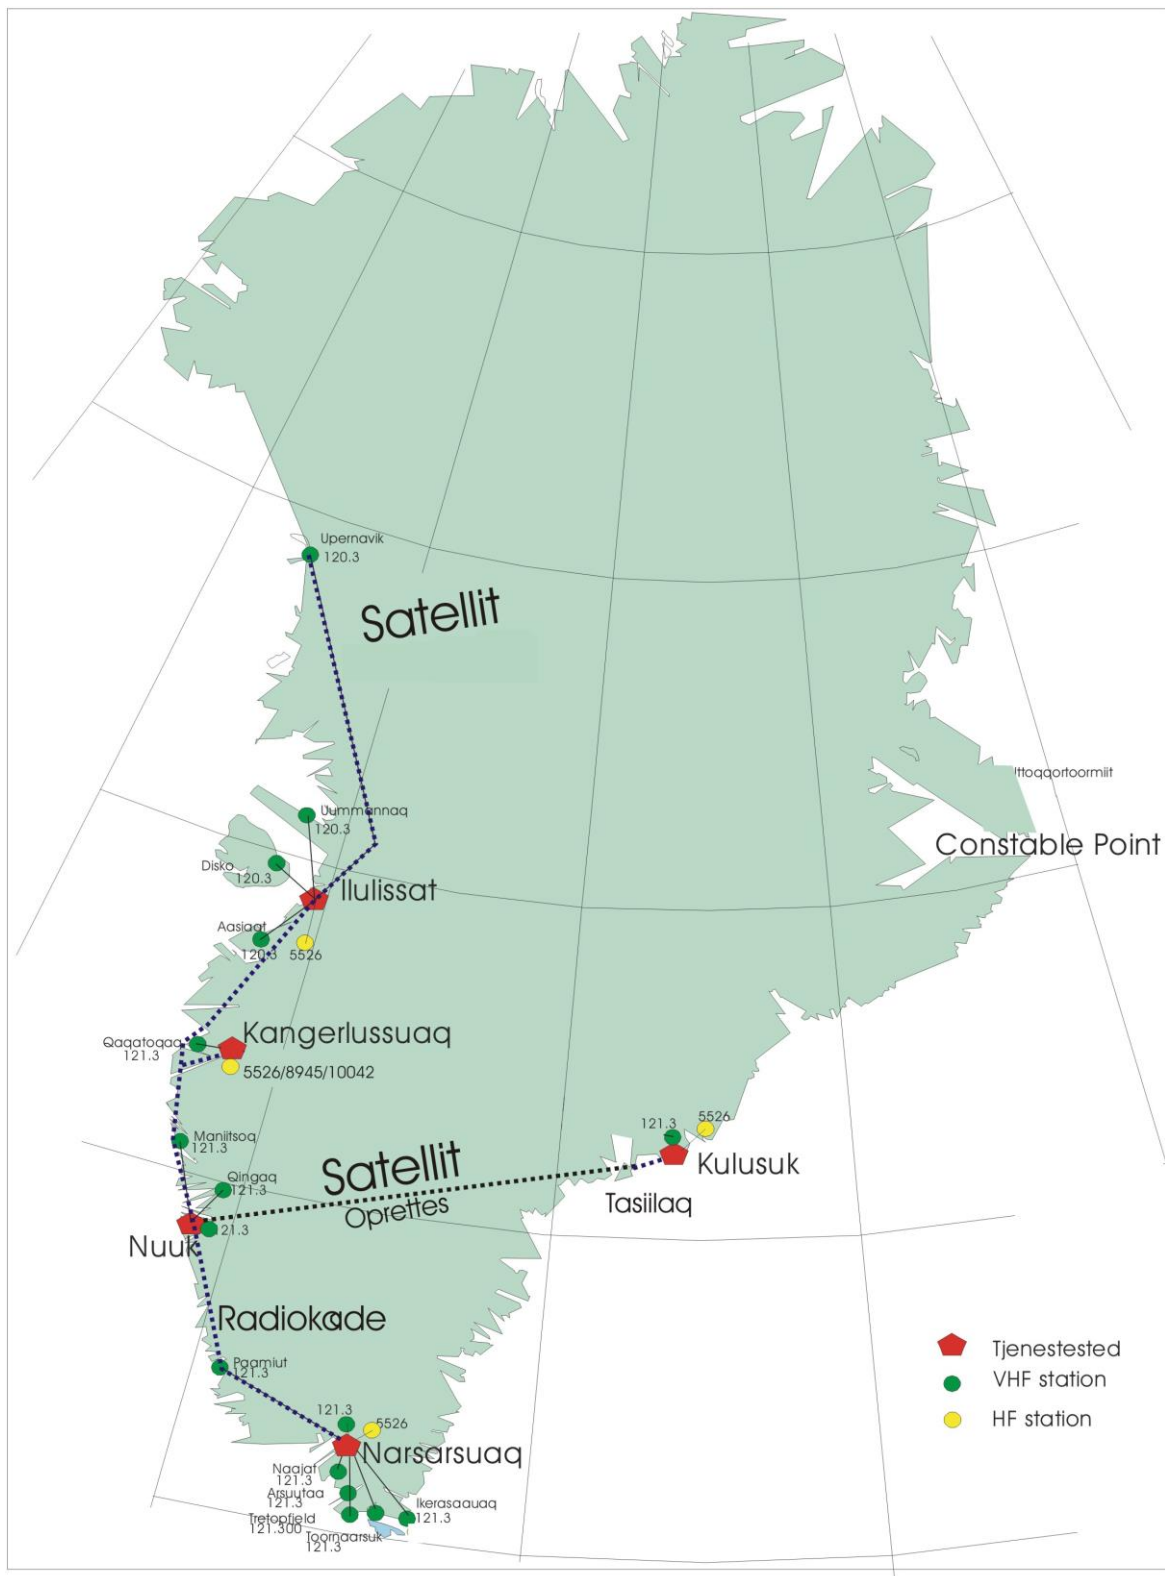 Upernavik
120.3
Satellit
Uummannaq
120.3
Disko
120.3
Ilulissat
Aasiaat
120.3
5526
ttoqqortoormiit
Constable Point
Qaqatoqaq
121.3
Kangerlussuaq
5526/8945/10042
Maniitsoq
121.3
Qingaq
121.3
Satellit
Oprettes
121.3
5526
Kulusuk
Tasiilaq
121.3
Nuuk
Radiokæde
Paamiut
121.3
Tjenestested
VHF station
HF station
121.3
5526
Narsarsuaq
Naajat
121.3
Arsuutaa
121.3
Tretopfield
121.300
Toornaarsuk
121.3
Ikerasaauaq
121.3